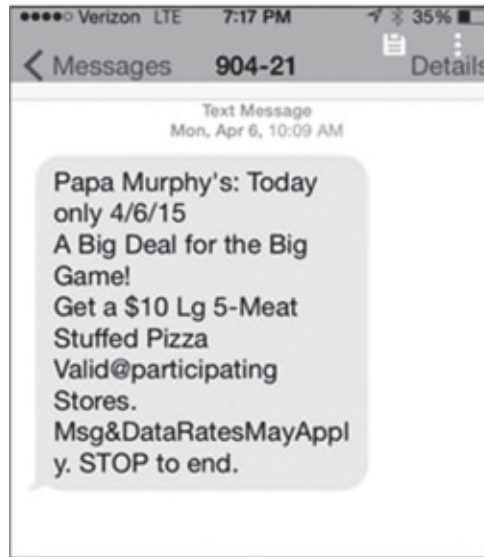 Verizon LTE 7:17 PM 35%
Messages 904-21 Details
Text Message
Mon, Apr 6, 10:09 AM
Papa Murphy's: Today
only 4/6/15
A Big Deal for the Big
Game!
Get a $10 Lg 5-Meat
Stuffed Pizza
Valid@participating
Stores.
Msg&DataRatesMayAppl
y. STOP to end.